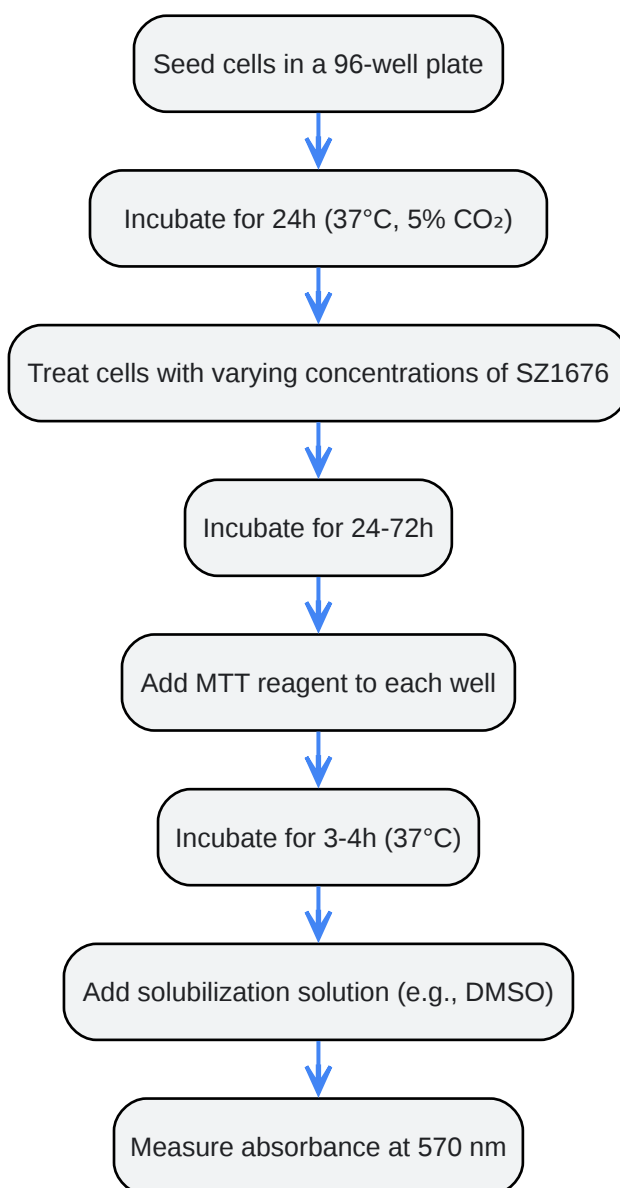 Seed cells in a 96-well plate
Incubate for 24h (37°C, 5% CO₂)
Treat cells with varying concentrations of SZ1676
Incubate for 24-72h
Add MTT reagent to each well
Incubate for 3-4h (37°C)
Add solubilization solution (e.g., DMSO)
Measure absorbance at 570 nm